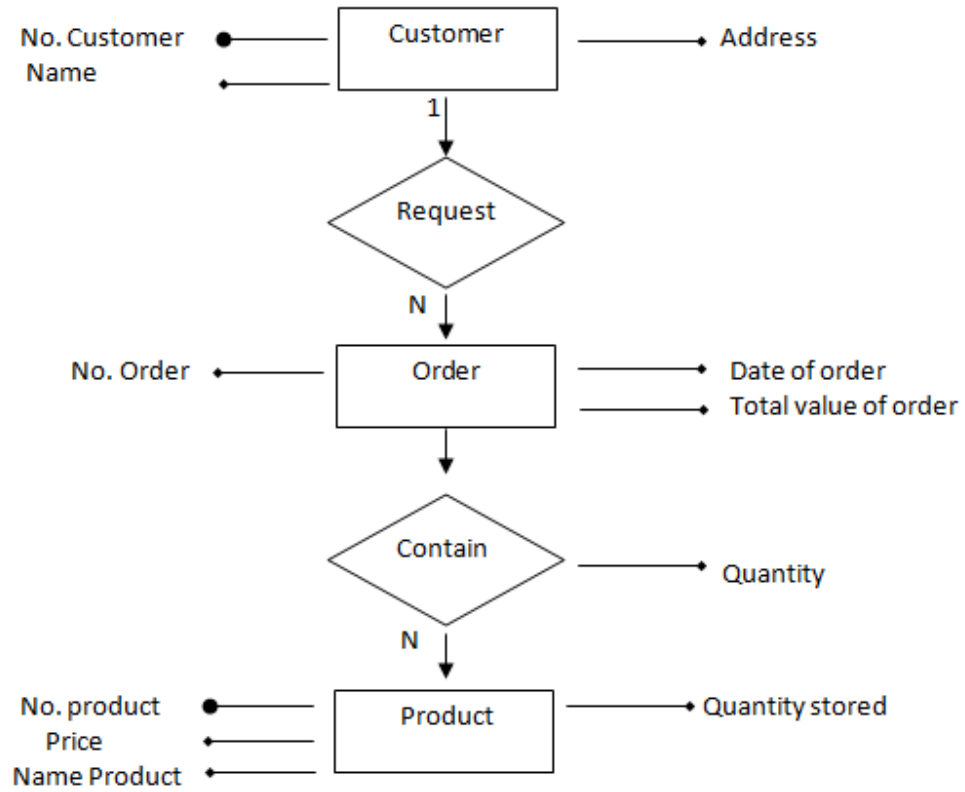 No. Customer
Name
Customer
Address
1
Request
N
No. Order
Order
Date of order
Total value of order
Contain
Quantity
N
No. product
Price
Name Product
Product
Quantity stored